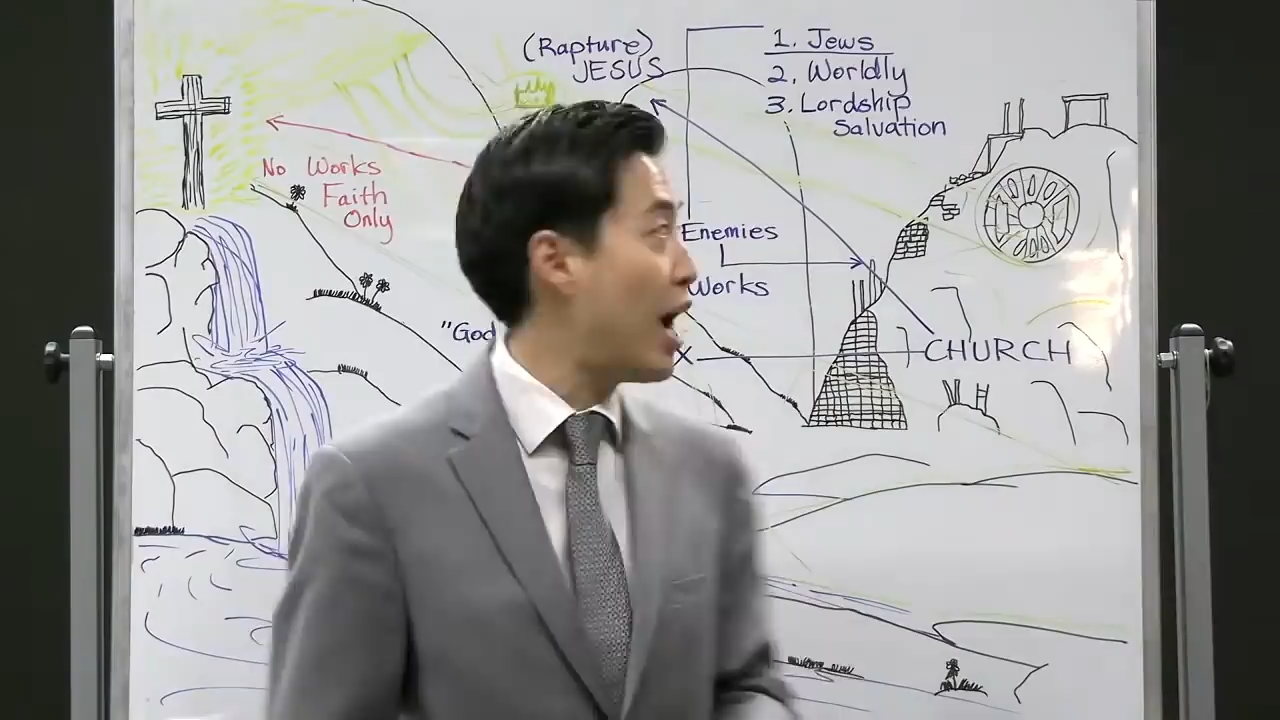 (Rapture)
JESUS
1. Jews
2. Worldly
3. Lordship
Salvation
No Works
Faith
Only
Enemies
Works
"God
X
CHURCH